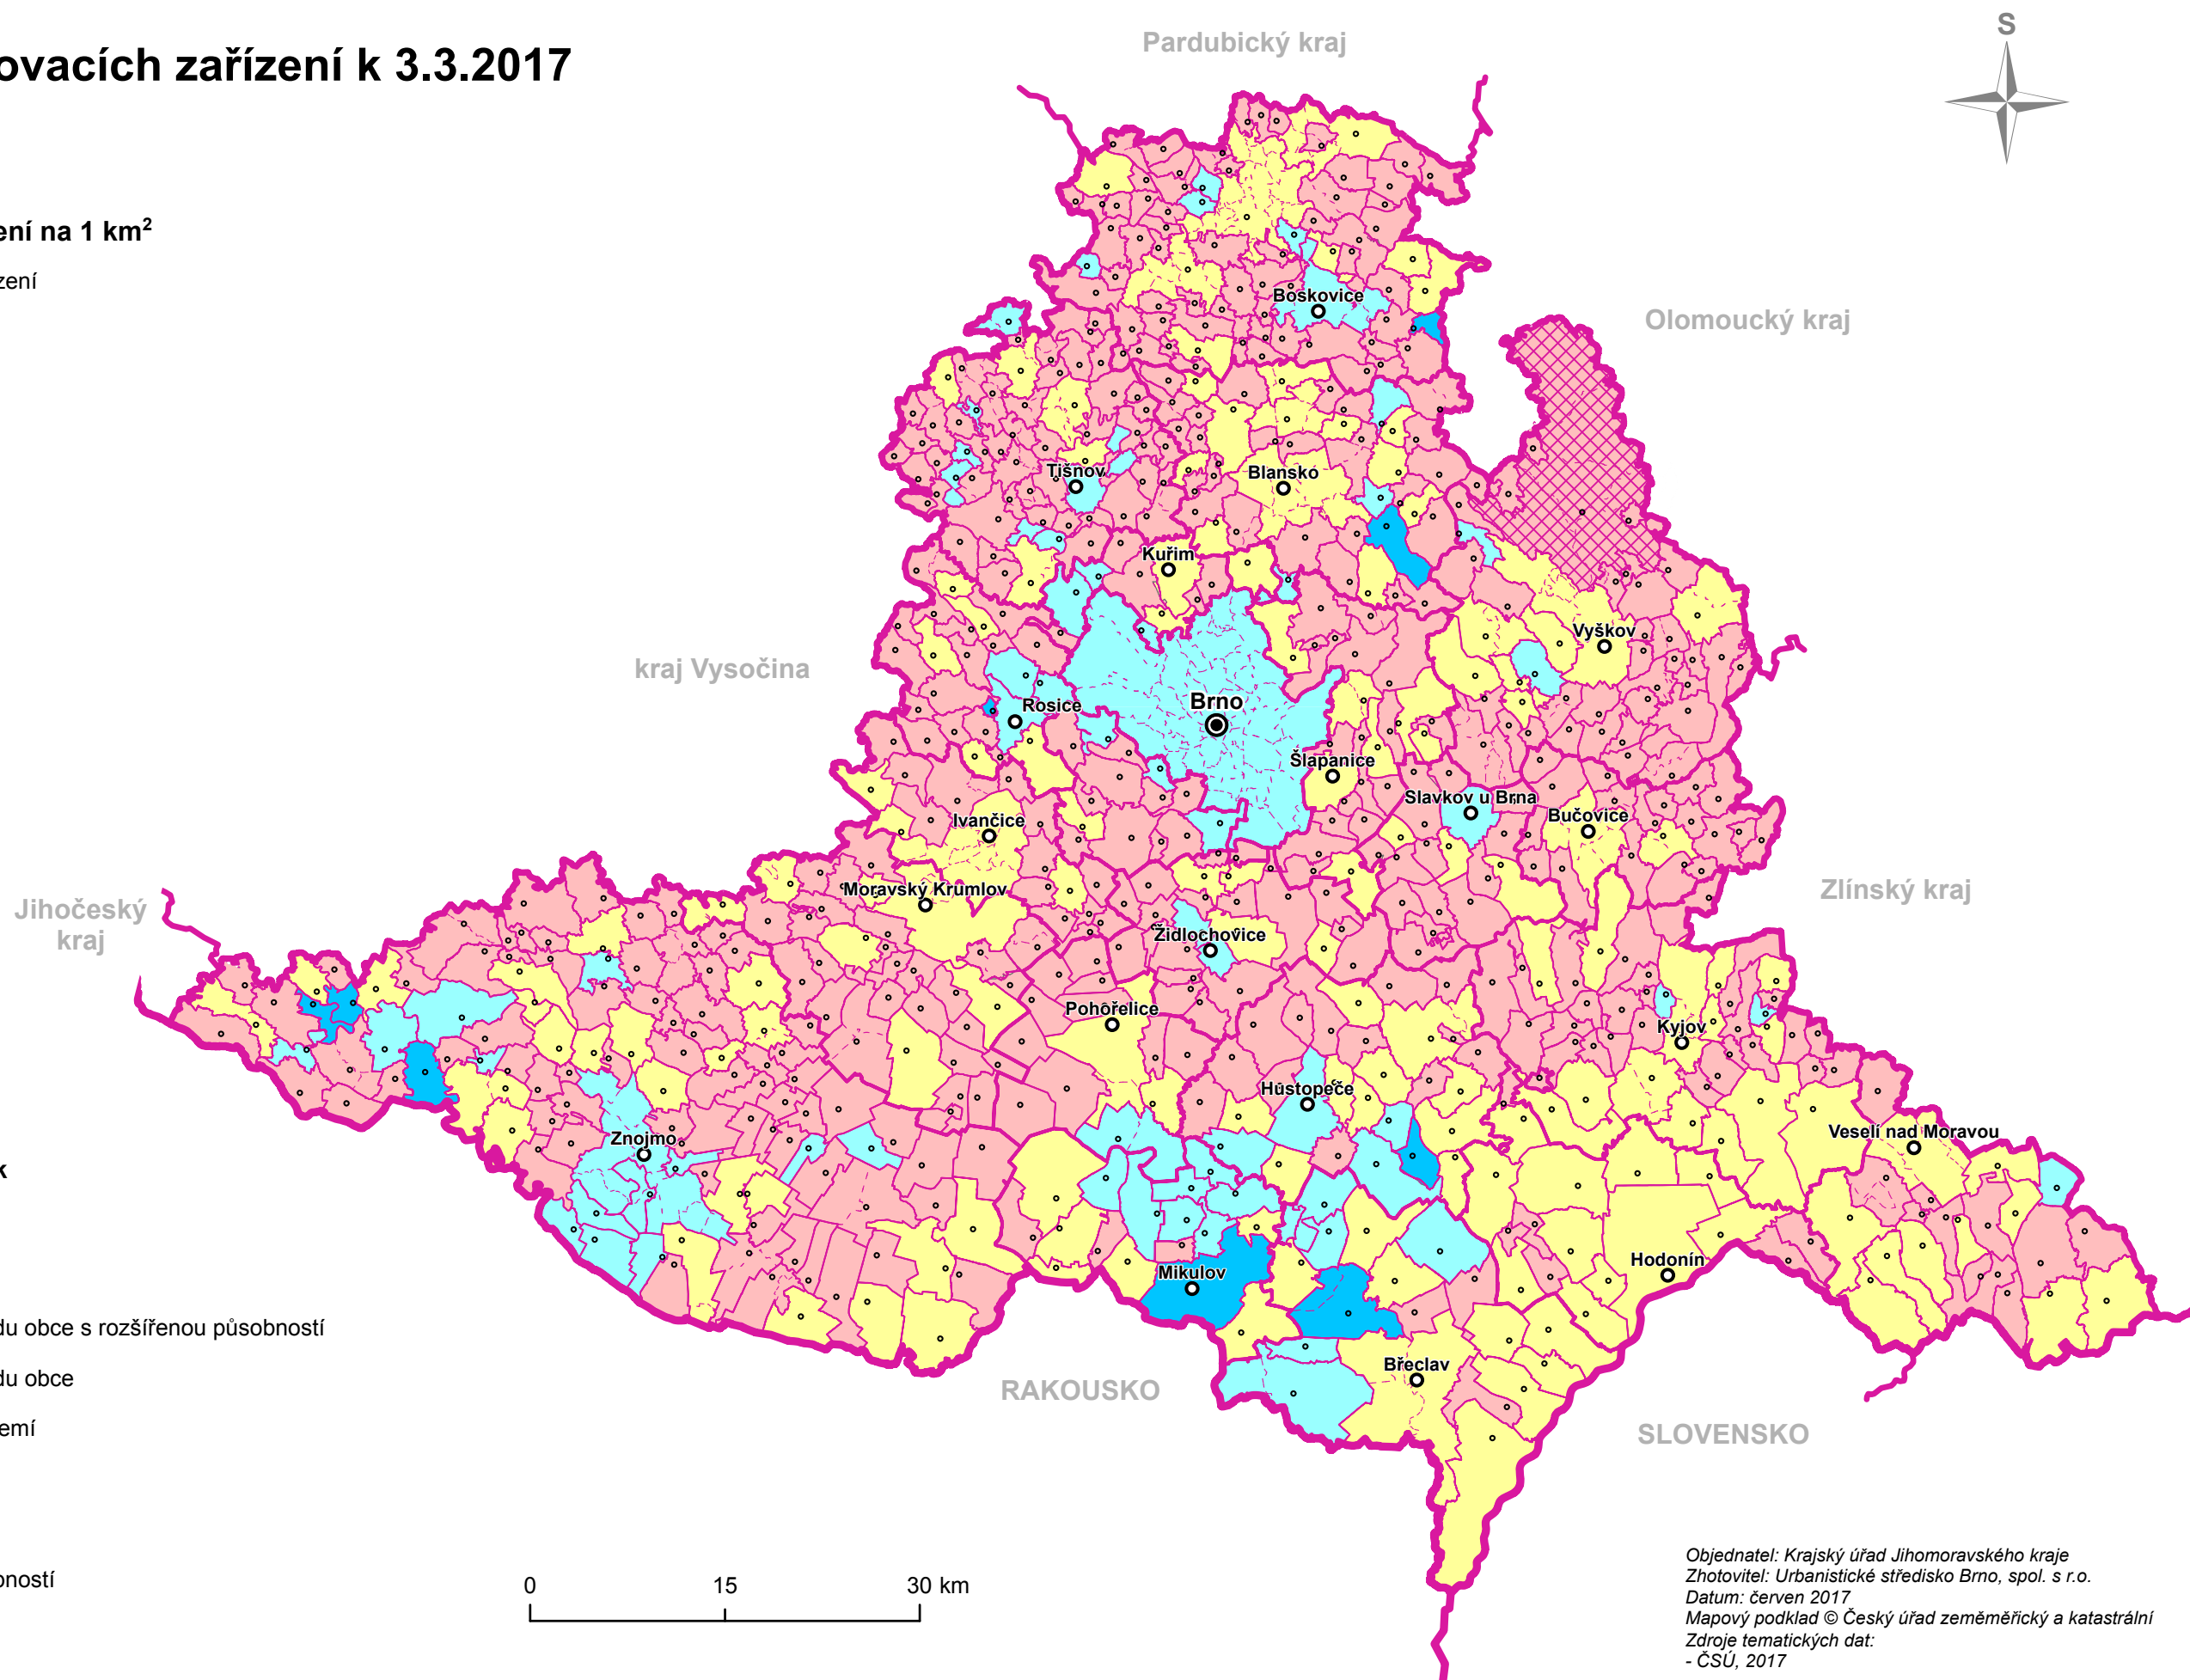 ovacích zařízení k 3.3.2017
ení na 1 km²
zení
S
Pardubický kraj
Olomoucký kraj
kraj Vysočina
Zlínský kraj
Jihočeský
kraj
RAKOUSKO
SLOVENSKO
Boskovice
Tišnov
Blansko
Kuřim
Vyškov
Rosice
Brno
Šlapanice
Slavkov u Brna
Bučovice
Ivančice
Moravský Krumlov
Židlochovice
Pohořelice
Kyjov
Hustopeče
Znojmo
Veselí nad Moravou
Mikulov
Hodonín
Břeclav
k
du obce s rozšířenou působností
du obce
emí
bností
0 15 30 km
Objednatel: Krajský úřad Jihomoravského kraje
Zhotovitel: Urbanistické středisko Brno, spol. s r.o.
Datum: červen 2017
Mapový podklad © Český úřad zeměměřický a katastrální
Zdroje tematických dat:
- ČSÚ, 2017